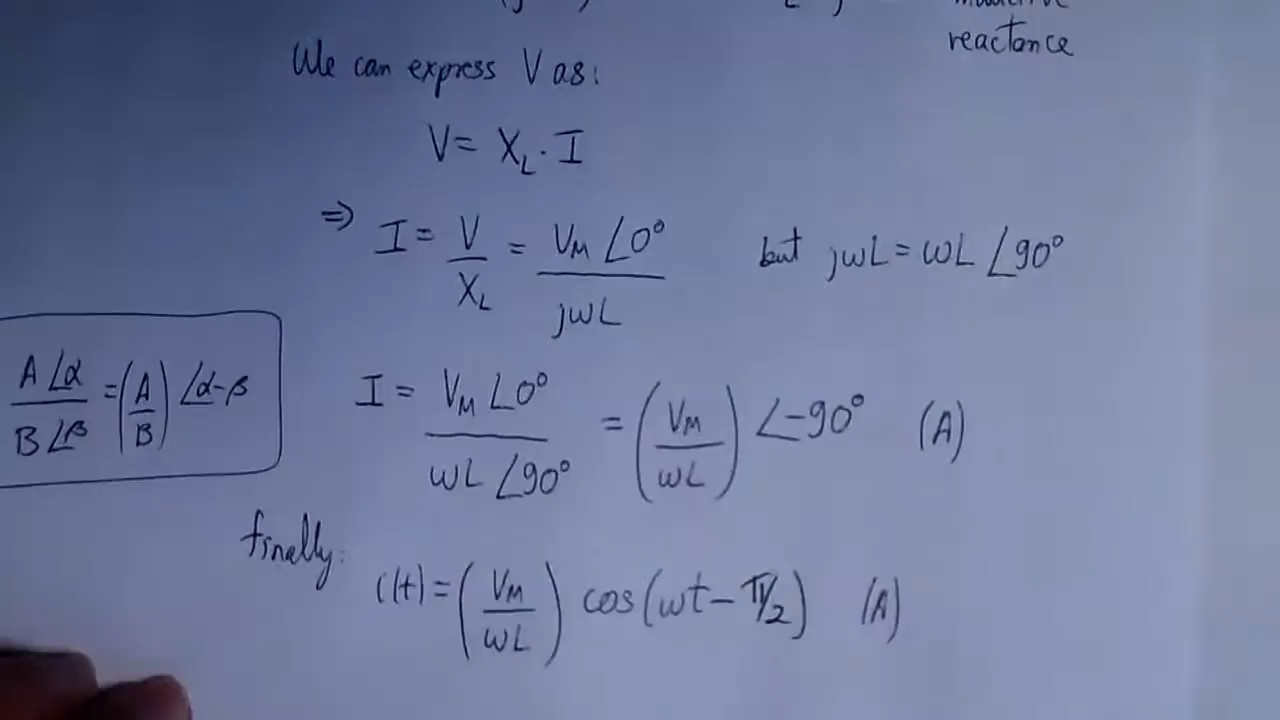 reactance
We can express V as:
V = X_L · I
⇒ I = V/X_L = V_M ∠0° / jωL but jωL = ωL ∠90°
A∠α / B∠β = (A/B) ∠α-β
I = V_M ∠0° / ωL ∠90° = (V_M/ωL) ∠-90° (A)
finally:
i(t) = (V_M/ωL) cos(ωt - π/2) (A)